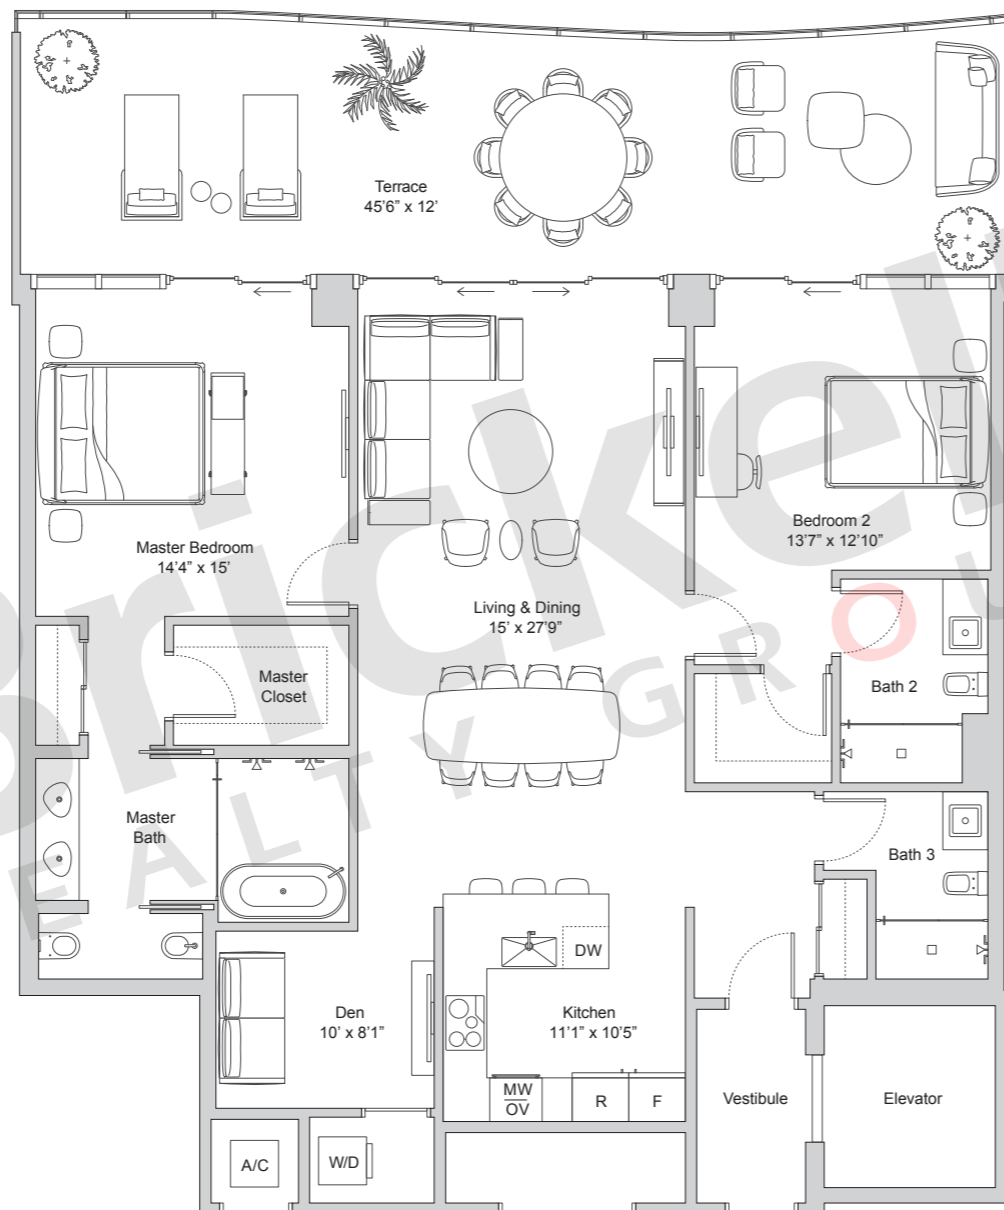 Terrace
45'6" x 12'
Master Bedroom
14'4" x 15'
Bedroom 2
13'7" x 12'10"
Living & Dining
15' x 27'9"
Master
Closet
Bath 2
Master
Bath
Bath 3
DW
Den
10' x 8'1"
Kitchen
11'1" x 10'5"
MW
OV
R
F
Vestibule
Elevator
A/C
W/D
Brickell
REALTY GROU